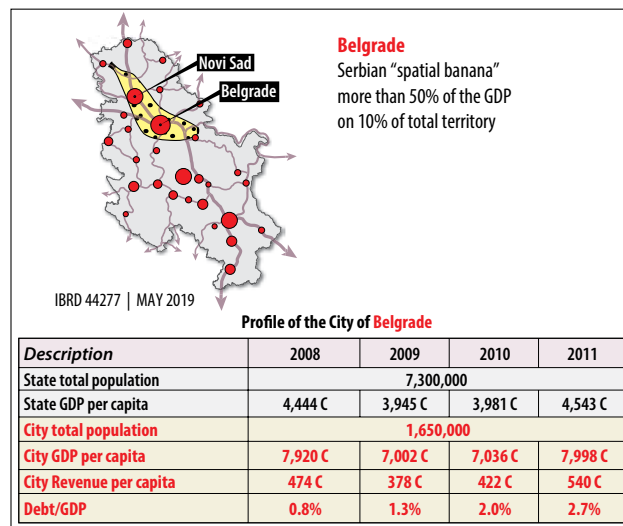 Novi Sad
Belgrade
Belgrade
Serbian “spatial banana”
more than 50% of the GDP
on 10% of total territory
IBRD 44277 | MAY 2019
Profile of the City of Belgrade
Description 2008 2009 2010 2011
State total population 7,300,000
State GDP per capita 4,444 C 3,945 C 3,981 C 4,543 C
City total population 1,650,000
City GDP per capita 7,920 C 7,002 C 7,036 C 7,998 C
City Revenue per capita 474 C 378 C 422 C 540 C
Debt/GDP 0.8% 1.3% 2.0% 2.7%